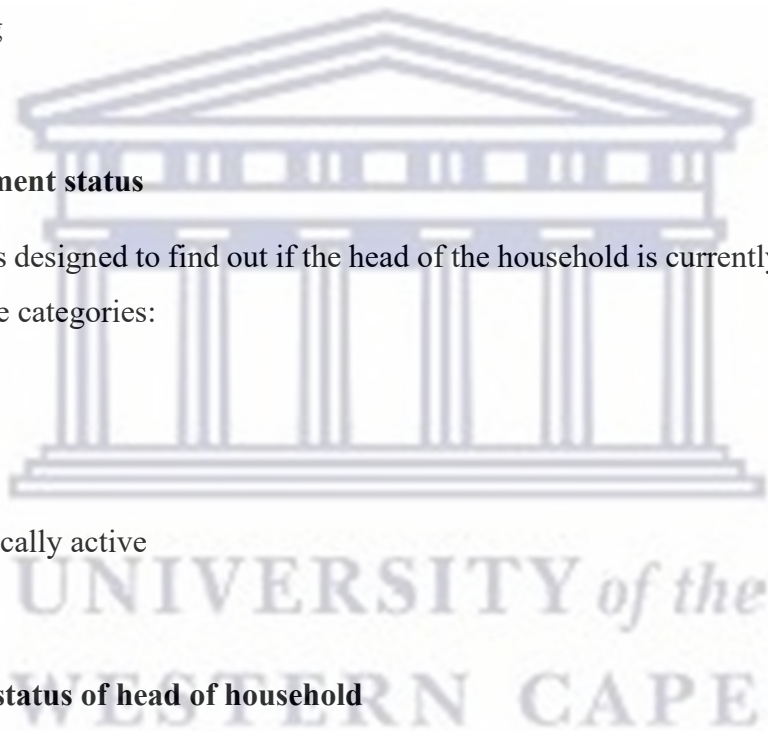 g
ment status
s designed to find out if the head of the household is currently
e categories:
cally active
UNIVERSITY of the
status of head of household
WESTERN CAPE